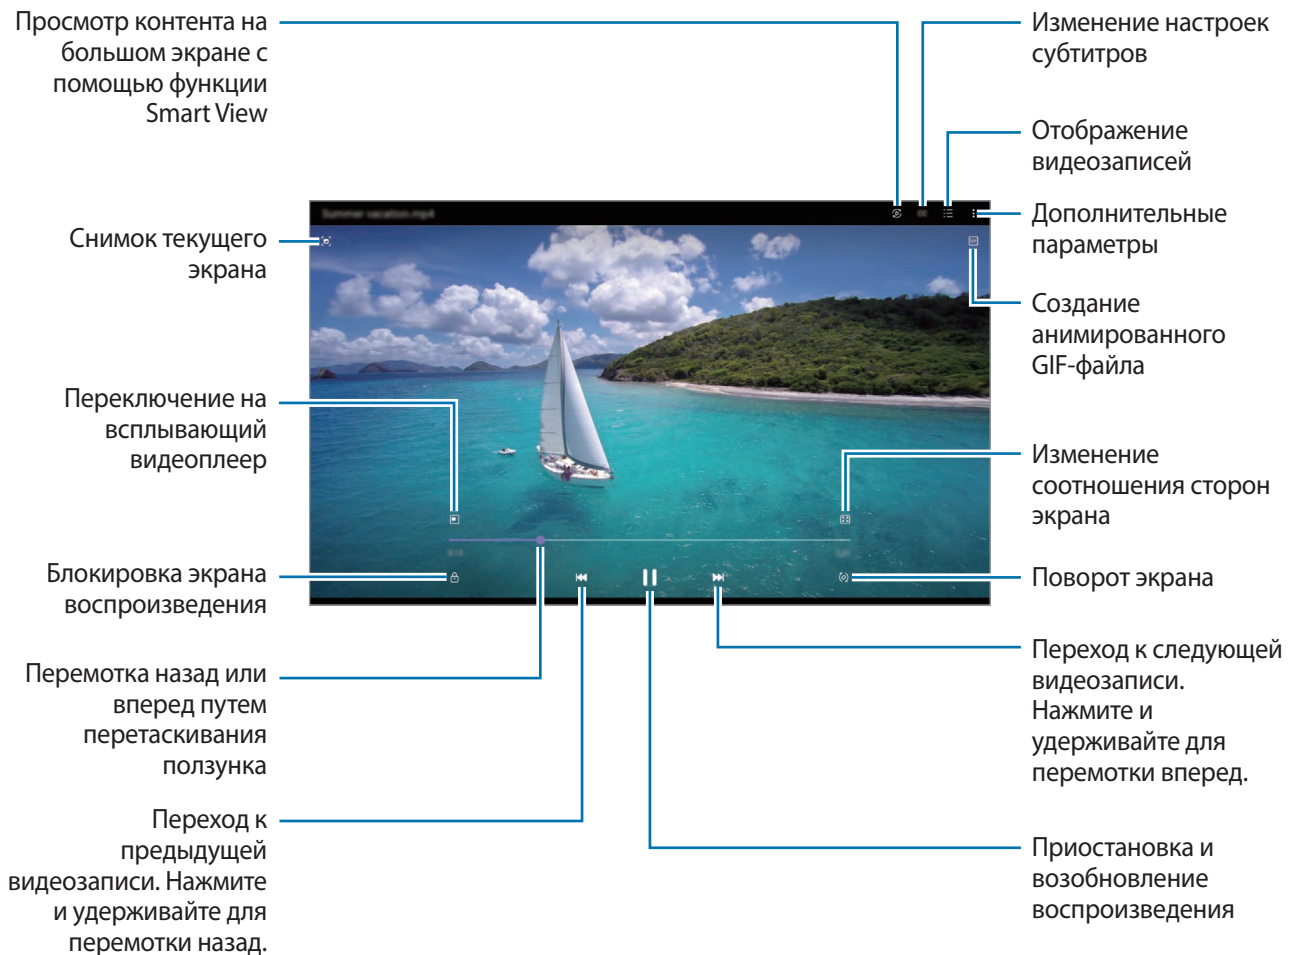 Просмотр контента на
большом экране с
помощью функции
Smart View
Снимок текущего
экрана
Переключение на
всплывающий
видеоплеер
Блокировка экрана
воспроизведения
Перемотка назад или
вперед путем
перетаскивания
ползунка
Переход к
предыдущей
видеозаписи. Нажмите
и удерживайте для
перемотки назад.
Summer vacation.mp4
Изменение настроек
субтитров
Отображение
видеозаписей
Дополнительные
параметры
Создание
анимированного
GIF-файла
Изменение
соотношения сторон
экрана
Поворот экрана
Переход к следующей
видеозаписи.
Нажмите и
удерживайте для
перемотки вперед.
Приостановка и
возобновление
воспроизведения